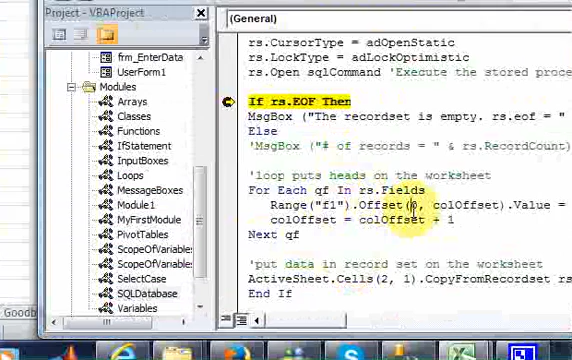 Project - VBAProject
frm_EnterData
UserForm1
Modules
Arrays
Classes
Functions
IfStatement
InputBoxes
Loops
MessageBoxes
Module1
MyFirstModule
PivotTables
ScopeOfVariable
ScopeOfVariable
SelectCase
SQLDatabase
Variables
(General)
rs.CursorType = adOpenStatic
rs.LockType = adLockOptimistic
rs.Open sqlCommand 'Execute the stored proce
If rs.EOF Then
MsgBox ("The recordset is empty. rs.eof = "
Else
'MsgBox ("# of records = " & rs.RecordCount)
'loop puts heads on the worksheet
For Each qf In rs.Fields
Range("f1").Offset(0, colOffset).Value =
colOffset = colOffset + 1
Next qf
'put data in record set on the worksheet
ActiveSheet.Cells(2, 1).CopyFromRecordset rs
End If
Goodb